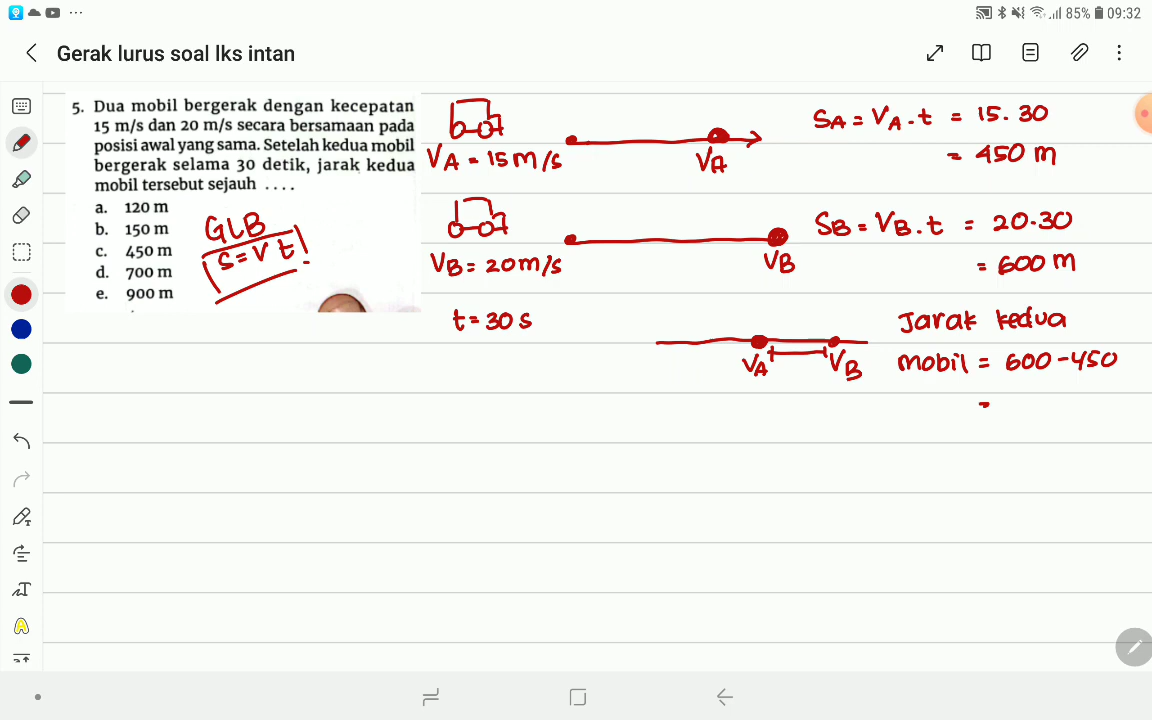 85% 09:32
Gerak lurus soal lks intan
5. Dua mobil bergerak dengan kecepatan
15 m/s dan 20 m/s secara bersamaan pada
posisi awal yang sama. Setelah kedua mobil
bergerak selama 30 detik, jarak kedua
mobil tersebut sejauh . . . .
a. 120 m
b. 150 m
c. 450 m
d. 700 m
e. 900 m
GLB
S = V t !
VA = 15 m/s
VA
SA = VA . t = 15 . 30
= 450 m
VB = 20 m/s
VB
SB = VB . t = 20 . 30
= 600 m
t = 30 s
VA VB
Jarak kedua
mobil = 600 - 450
=